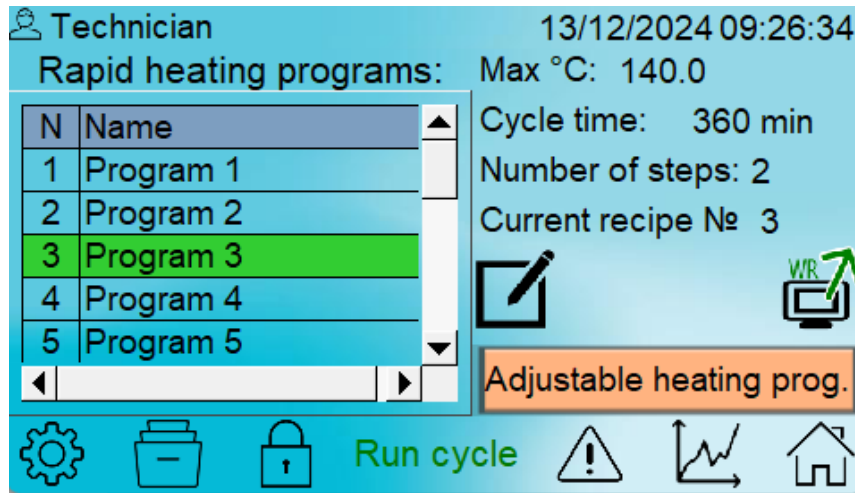 Technician
13/12/2024 09:26:34
Rapid heating programs:
Max °C: 140.0
N Name
1 Program 1
2 Program 2
3 Program 3
4 Program 4
5 Program 5
Cycle time: 360 min
Number of steps: 2
Current recipe № 3
WR
Adjustable heating prog.
Run cycle